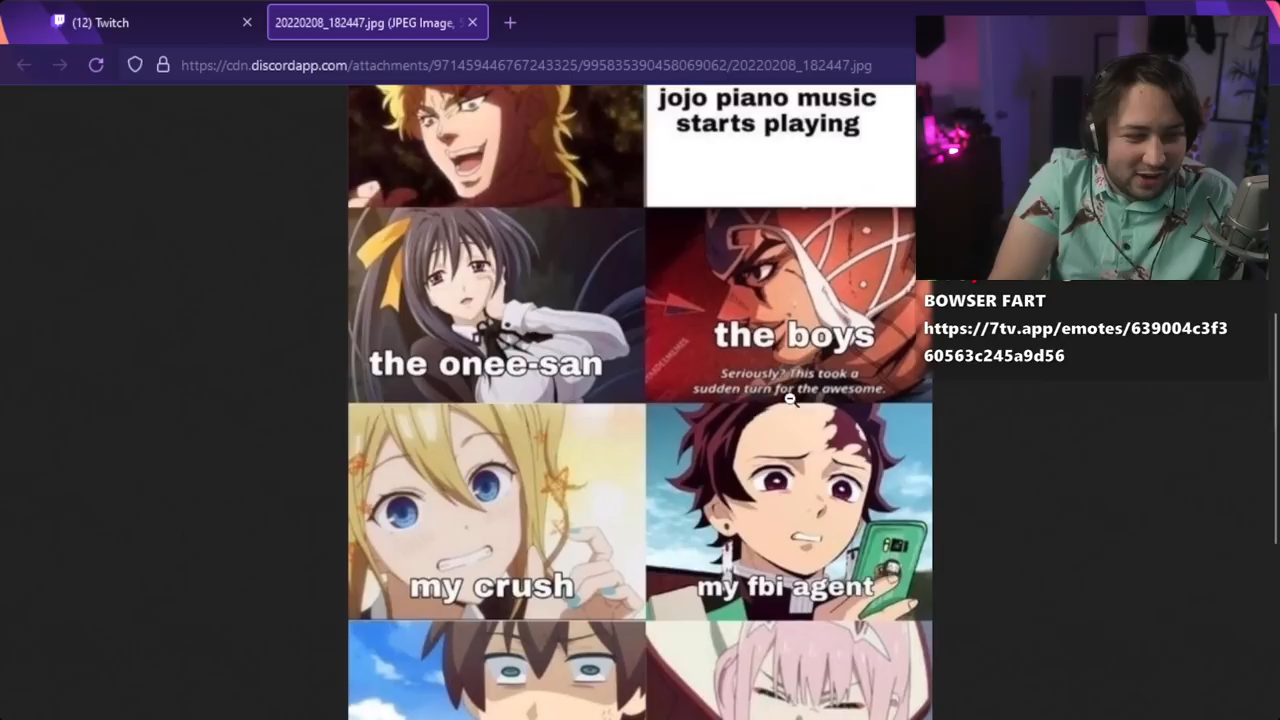 (12) Twitch
20220208_182447.jpg (JPEG Image,
https://cdn.discordapp.com/attachments/971459446767243325/995835390458069062/20220208_182447.jpg
jojo piano music
starts playing
the onee-san
the boys
Seriously? This took a
sudden turn for the awesome.
BOWSER FART
https://7tv.app/emotes/639004c3f3
60563c245a9d56
my crush
my fbi agent